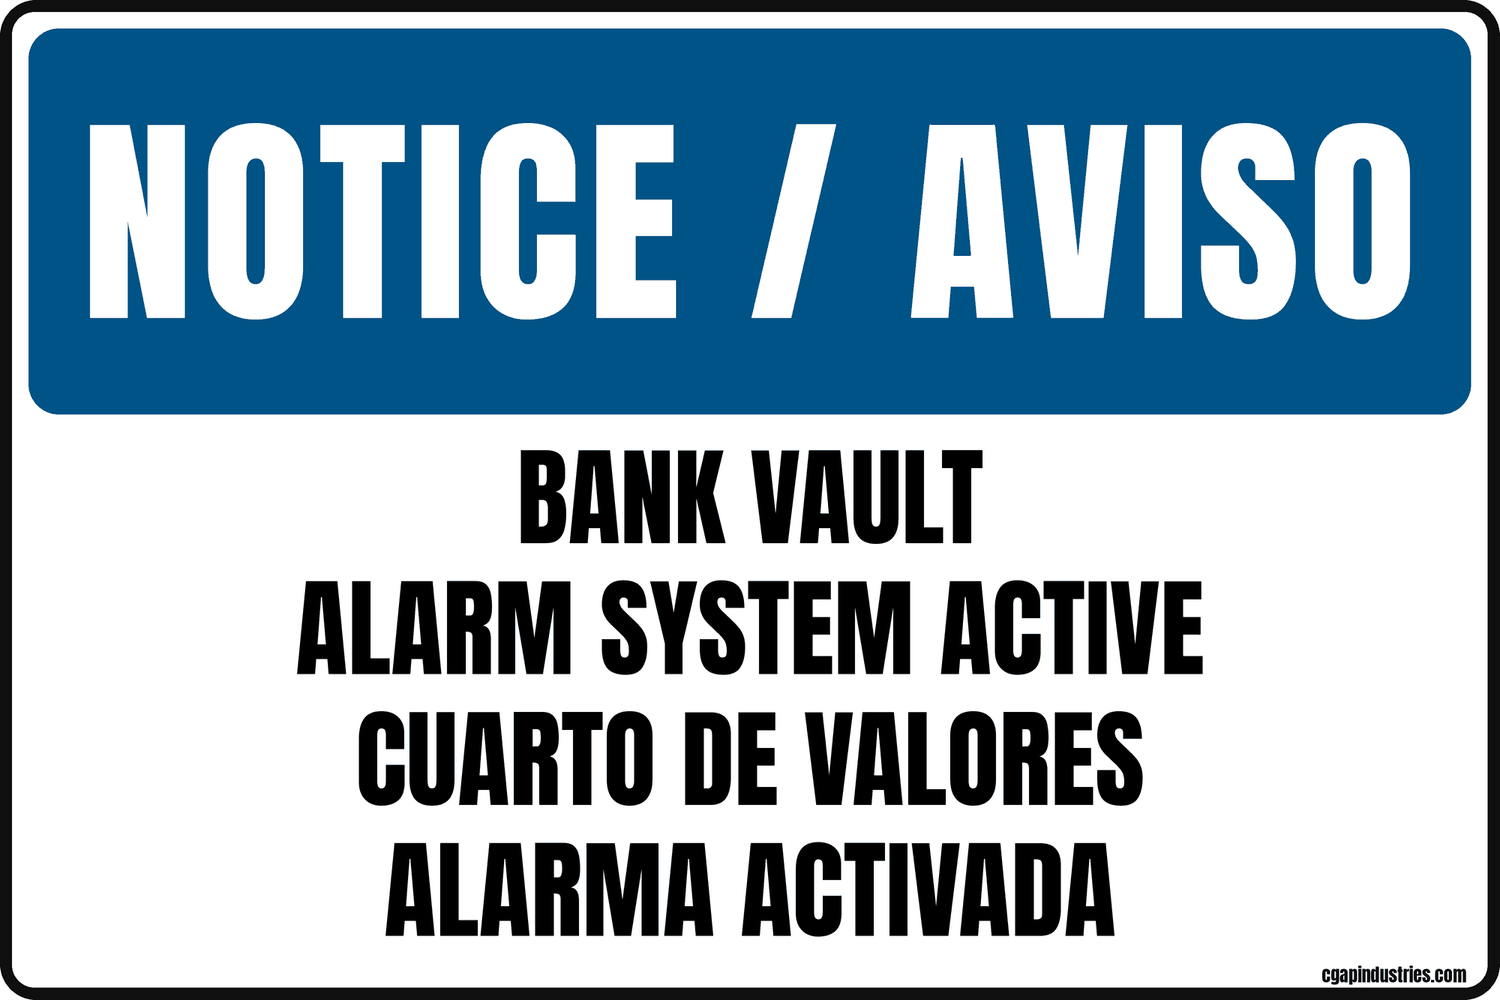 NOTICE / AVISO
BANK VAULT
ALARM SYSTEM ACTIVE
CUARTO DE VALORES
ALARMA ACTIVADA
cgapindustries.com